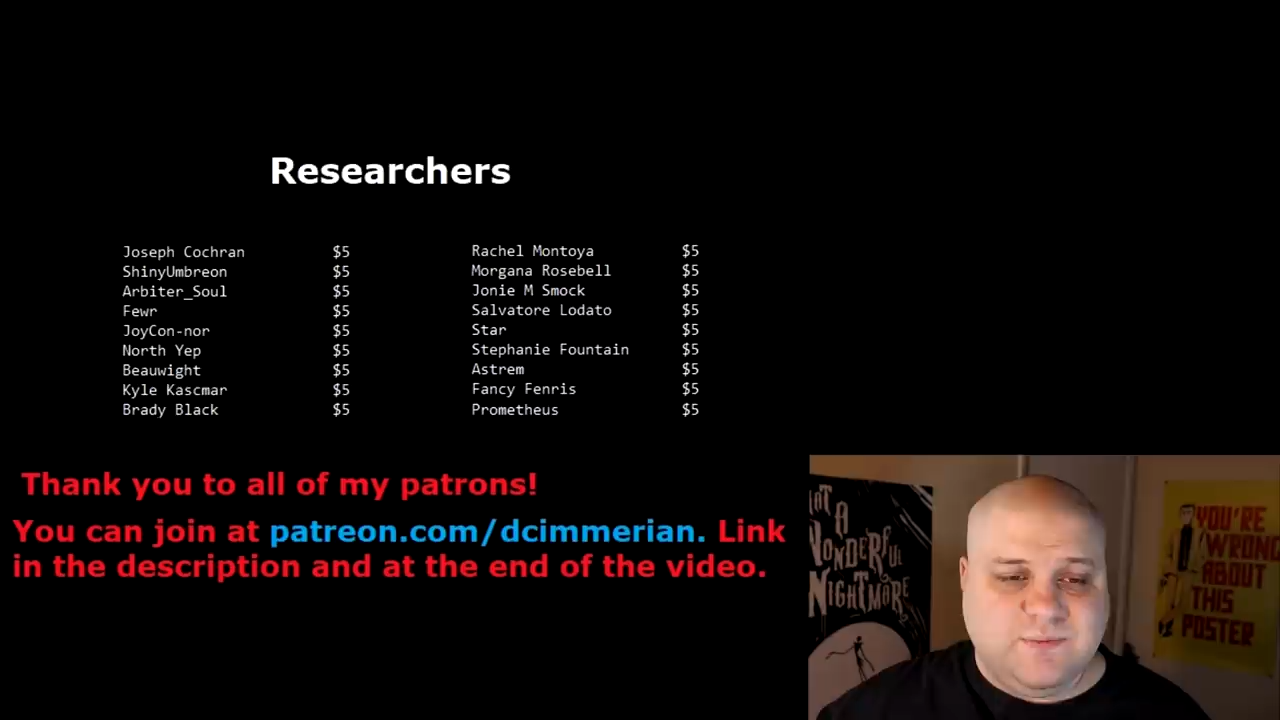 Researchers
Joseph Cochran $5
ShinyUmbreon $5
Arbiter_Soul $5
Fewr $5
JoyCon-nor $5
North Yep $5
Beauwight $5
Kyle Kascmar $5
Brady Black $5
Rachel Montoya $5
Morgana Rosebell $5
Jonie M Smock $5
Salvatore Lodato $5
Star $5
Stephanie Fountain $5
Astrem $5
Fancy Fenris $5
Prometheus $5
Thank you to all of my patrons!
You can join at patreon.com/dcimmerian. Link
in the description and at the end of the video.
A
WONDERFUL
NIGHTMARE
YOU'RE
WRONG
ABOUT
THIS
POSTER